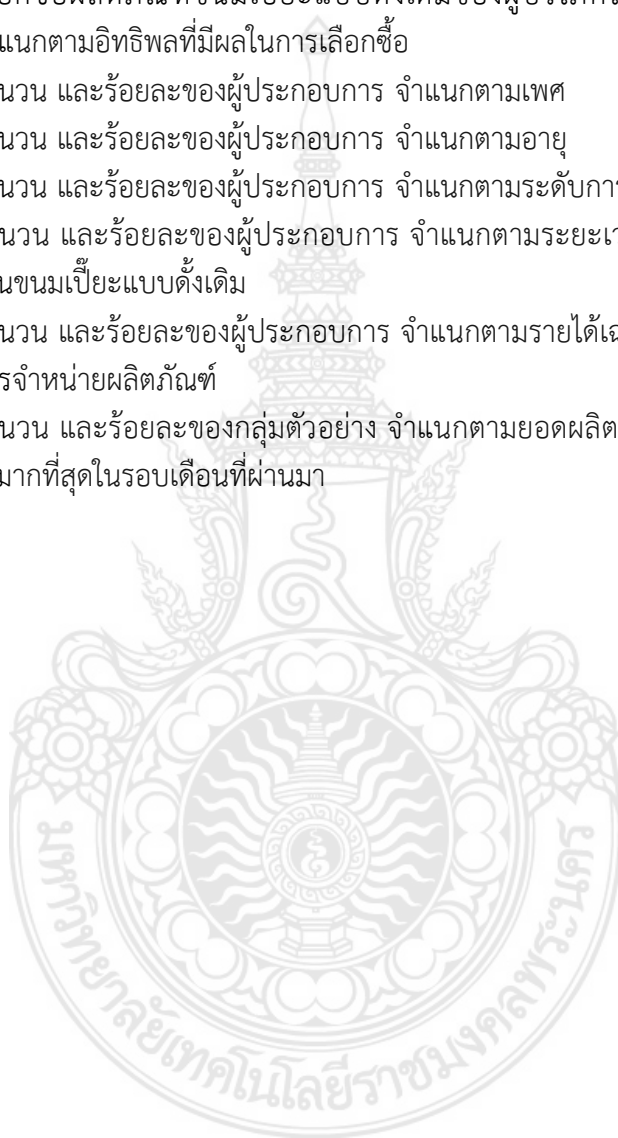 แนกตามอิทธิพลที่มีผลในการเลือกซื้อ
นวน และร้อยละของผู้ประกอบการ จำแนกตามเพศ
นวน และร้อยละของผู้ประกอบการ จำแนกตามอายุ
นวน และร้อยละของผู้ประกอบการ จำแนกตามระดับการ
นวน และร้อยละของผู้ประกอบการ จำแนกตามระยะเว
นขนมเปี๊ยะแบบดั้งเดิม
นวน และร้อยละของผู้ประกอบการ จำแนกตามรายได้เฉ
รจำหน่ายผลิตภัณฑ์
นวน และร้อยละของกลุ่มตัวอย่าง จำแนกตามยอดผลิต
มากที่สุดในรอบเดือนที่ผ่านมา
มหาวิทยาลัยเทคโนโลยีราชมงคลพระนคร